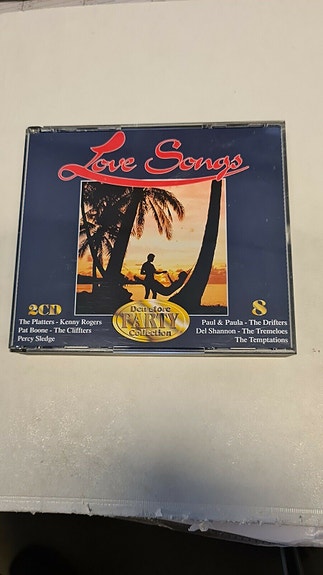 Love Songs
2CD
The Platters - Kenny Rogers
Pat Boone - The Cliffters
Percy Sledge
Den store
PARTY
Collection
8
Paul & Paula - The Drifters
Del Shannon - The Tremeloes
The Temptations